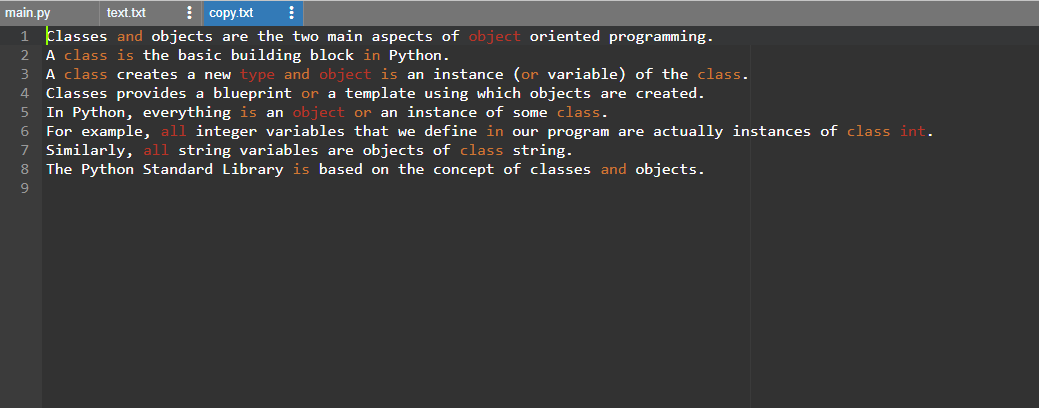 main.py text.txt copy.txt
1 Classes and objects are the two main aspects of object oriented programming.
2 A class is the basic building block in Python.
3 A class creates a new type and object is an instance (or variable) of the class.
4 Classes provides a blueprint or a template using which objects are created.
5 In Python, everything is an object or an instance of some class.
6 For example, all integer variables that we define in our program are actually instances of class int.
7 Similarly, all string variables are objects of class string.
8 The Python Standard Library is based on the concept of classes and objects.
9